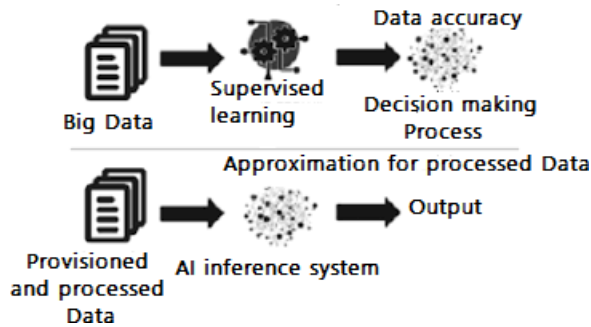 Data accuracy
Supervised
learning
Big Data
Decision making
Process
Approximation for processed Data
Output
AI inference system
Provisioned
and processed
Data